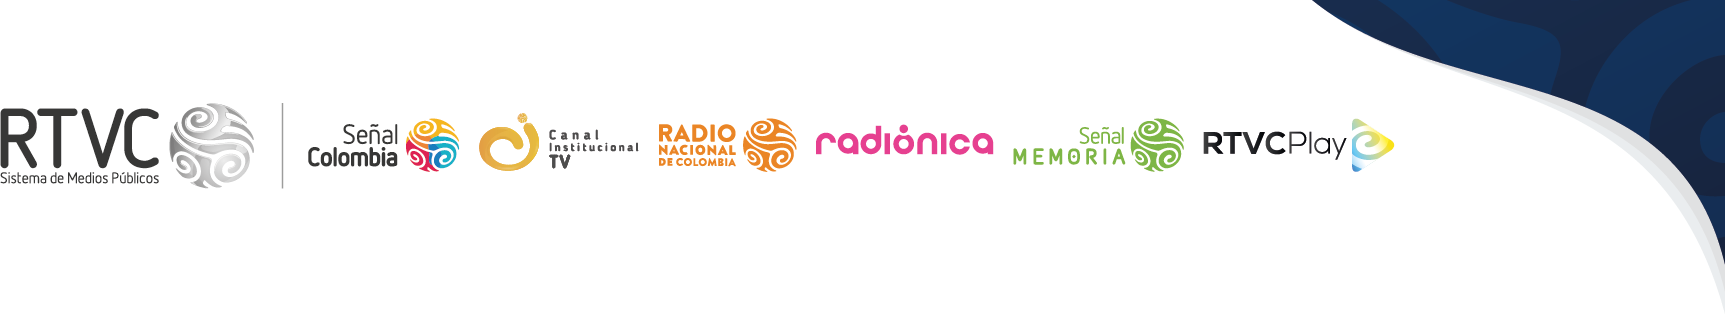 RTVC
Sistema de Medios Públicos
Señal
Colombia
Canal
Institucional
TV
RADIO
NACIONAL
DE COLOMBIA
radiónica
Señal
MEMORIA
RTVCPlay